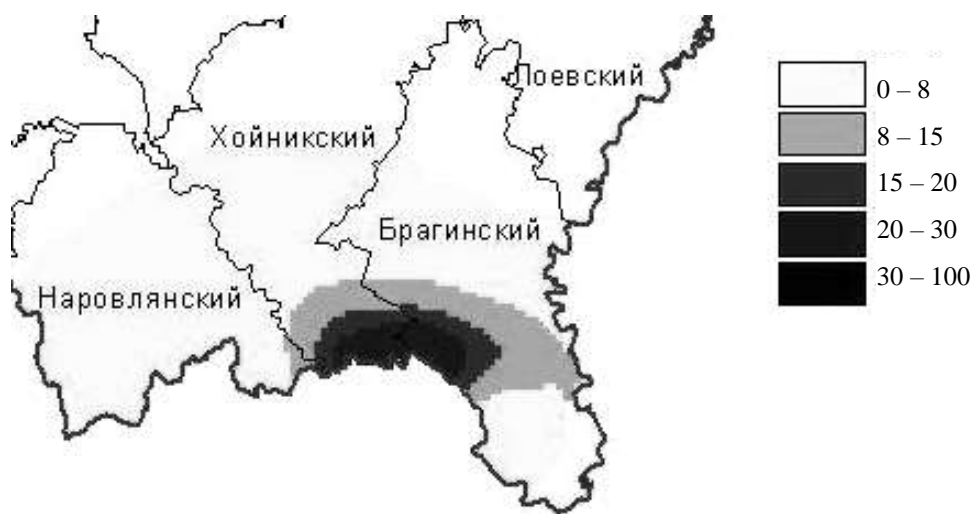 Лоевский
Хойникский
Брагинский
Наровлянский
0 – 8
8 – 15
15 – 20
20 – 30
30 – 100